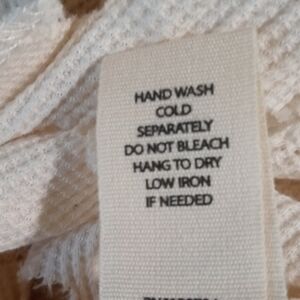 HAND WASH
COLD
SEPARATELY
DO NOT BLEACH
HANG TO DRY
LOW IRON
IF NEEDED